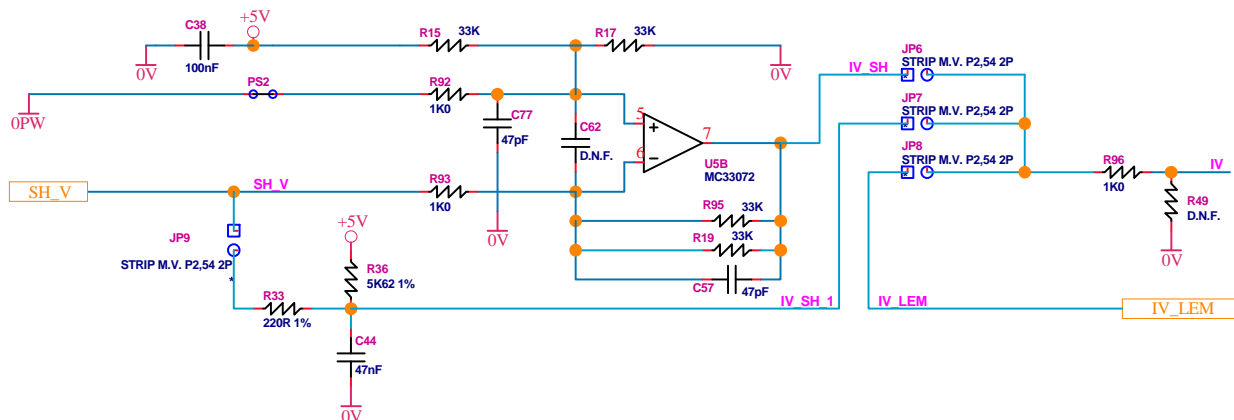 C38
+5V
100nF
0V
R15
33K
R17
33K
0V
PS2
0PW
R92
1K0
C77
47pF
C62
D.N.F.
5
6
7
U5B
MC33072
IV_SH
JP6
STRIP M.V. P2,54 2P
JP7
STRIP M.V. P2,54 2P
JP8
STRIP M.V. P2,54 2P
R96
1K0
IV
R49
D.N.F.
0V
SH_V
SH_V
R93
1K0
0V
R95
33K
R19
33K
C57
47pF
JP9
STRIP M.V. P2,54 2P
*
+5V
R36
5K62 1%
R33
220R 1%
IV_SH_1
IV_LEM
IV_LEM
C44
47nF
0V